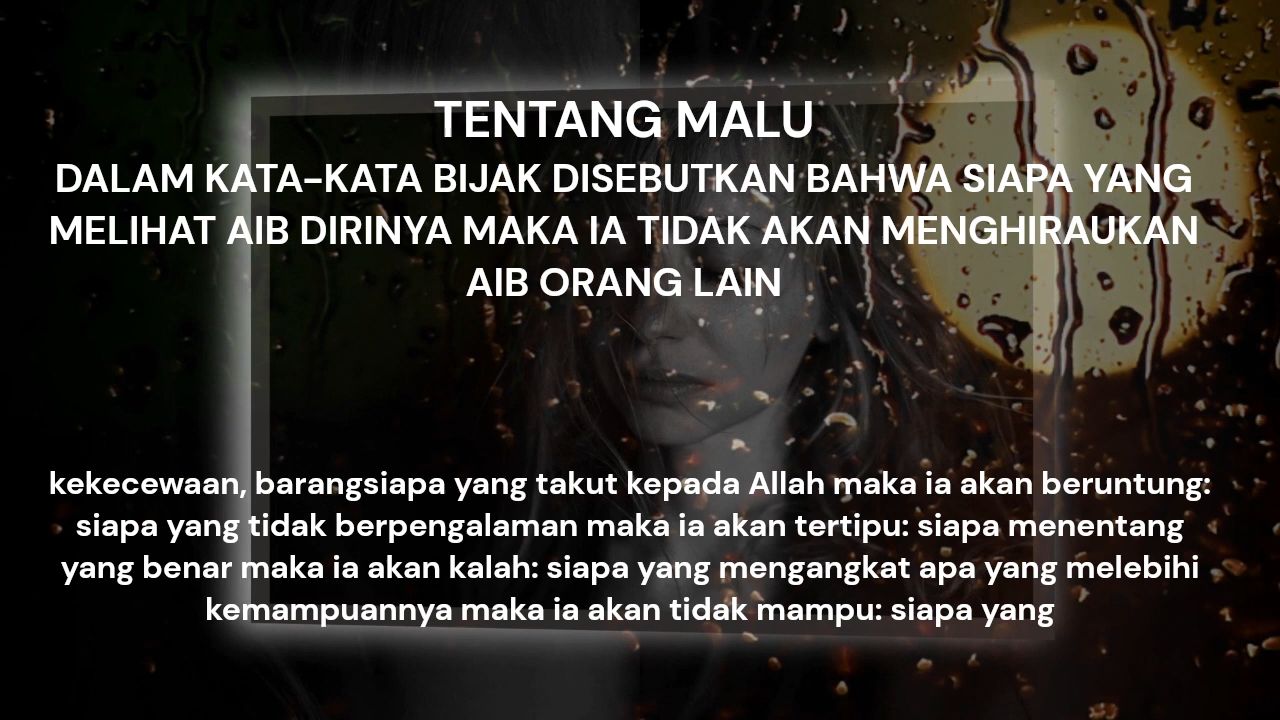 TENTANG MALU
DALAM KATA-KATA BIJAK DISEBUTKAN BAHWA SIAPA YANG
MELIHAT AIB DIRINYA MAKA IA TIDAK AKAN MENGHIRAUKAN
AIB ORANG LAIN
kekecewaan, barangsiapa yang takut kepada Allah maka ia akan beruntung:
siapa yang tidak berpengalaman maka ia akan tertipu: siapa menentang
yang benar maka ia akan kalah: siapa yang mengangkat apa yang melebihi
kemampuannya maka ia akan tidak mampu: siapa yang